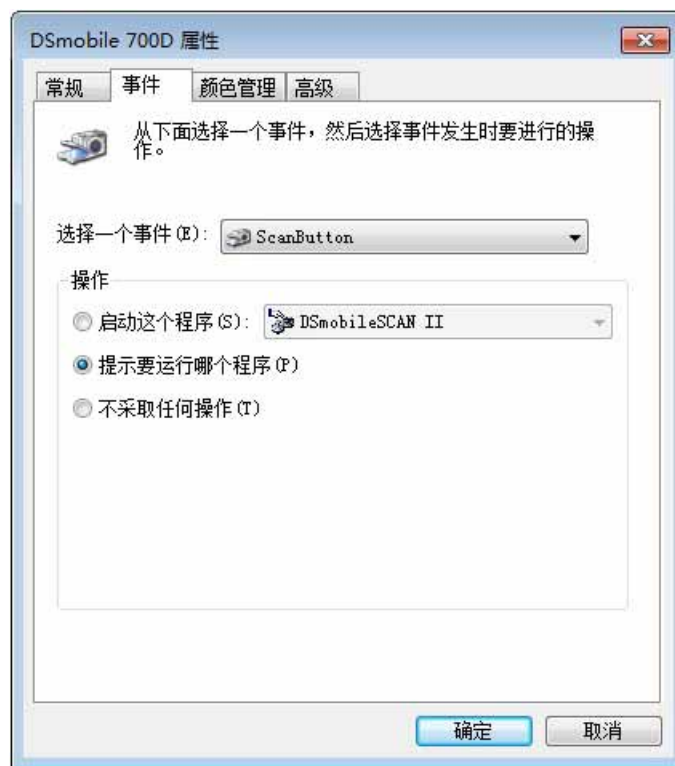 DSmobile 700D 属性
常规 事件 颜色管理 高级
从下面选择一个事件，然后选择事件发生时要进行的操
作。
选择一个事件(E): ScanButton
操作
启动这个程序(S): DSmobileSCAN II
提示要运行哪个程序(P)
不采取任何操作(T)
确定 取消